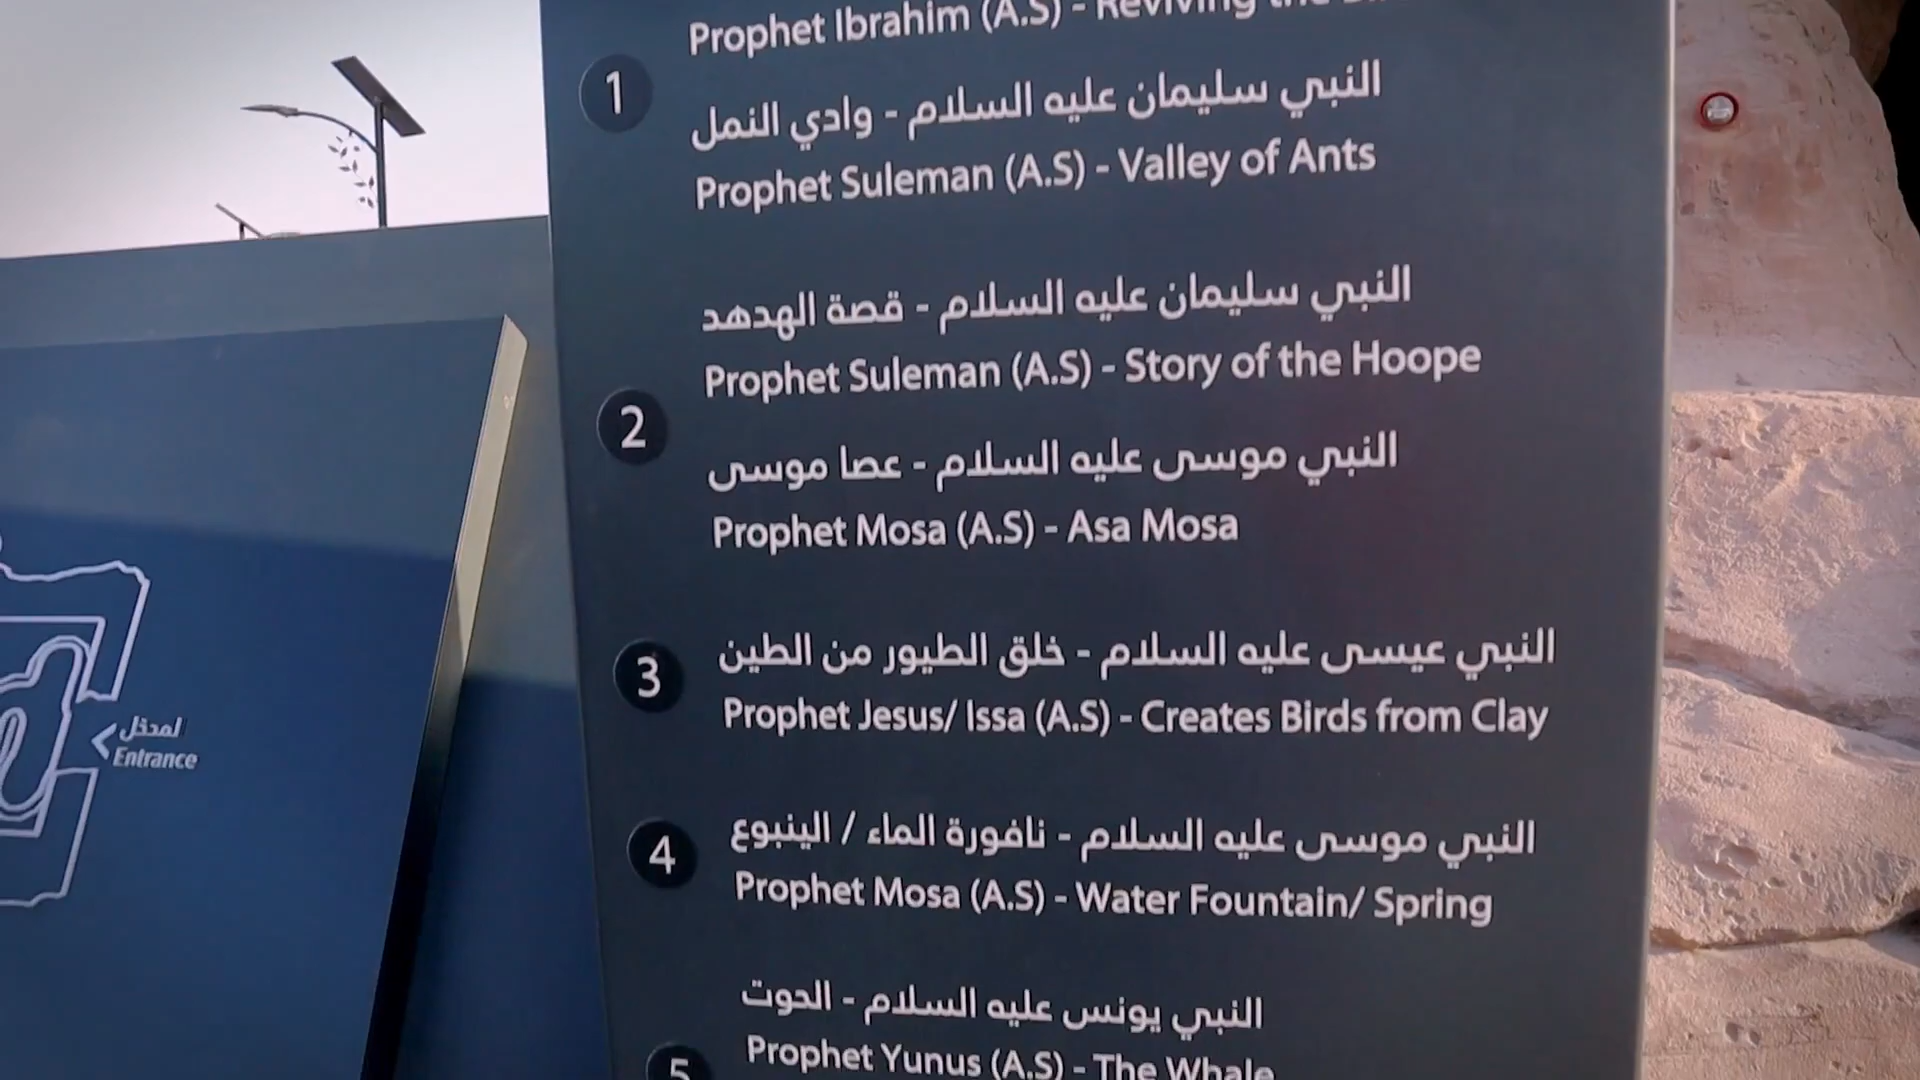 Prophet Ibrahim (A.S) - Reviving the
1
النبي سليمان عليه السلام - وادي النمل
Prophet Suleman (A.S) - Valley of Ants
2
النبي سليمان عليه السلام - قصة الهدهد
Prophet Suleman (A.S) - Story of the Hoope
النبي موسى عليه السلام - عصا موسى
Prophet Mosa (A.S) - Asa Mosa
3
النبي عيسى عليه السلام - خلق الطيور من الطين
Prophet Jesus/ Issa (A.S) - Creates Birds from Clay
4
النبي موسى عليه السلام - نافورة الماء / الينبوع
Prophet Mosa (A.S) - Water Fountain/ Spring
5
النبي يونس عليه السلام - الحوت
Prophet Yunus (A.S) - The Whale
لمدخل
Entrance